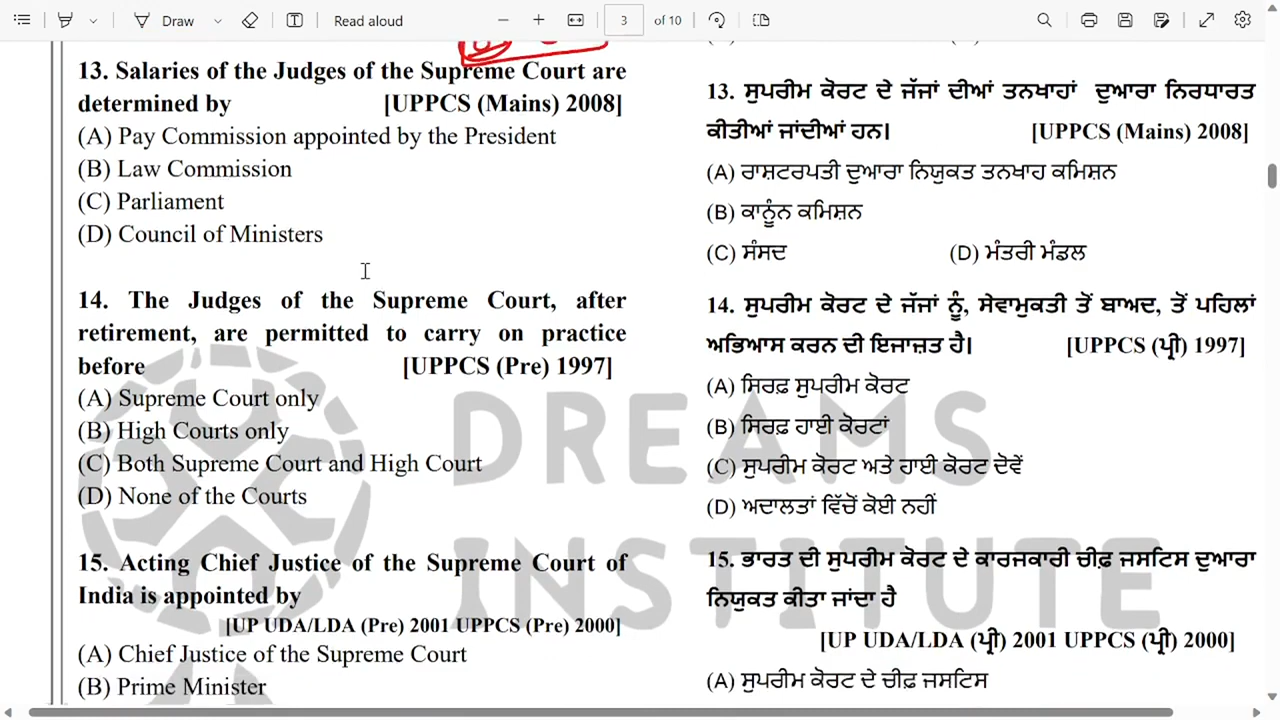 Draw
Read aloud
3
of 10
13. Salaries of the Judges of the Supreme Court are
determined by [UPPCS (Mains) 2008]
(A) Pay Commission appointed by the President
(B) Law Commission
(C) Parliament
(D) Council of Ministers
14. The Judges of the Supreme Court, after
retirement, are permitted to carry on practice
before [UPPCS (Pre) 1997]
(A) Supreme Court only
(B) High Courts only
(C) Both Supreme Court and High Court
(D) None of the Courts
15. Acting Chief Justice of the Supreme Court of
India is appointed by
[UP UDA/LDA (Pre) 2001 UPPCS (Pre) 2000]
(A) Chief Justice of the Supreme Court
(B) Prime Minister
13. ਸੁਪਰੀਮ ਕੋਰਟ ਦੇ ਜੱਜਾਂ ਦੀਆਂ ਤਨਖਾਹਾਂ ਦੁਆਰਾ ਨਿਰਧਾਰਤ
ਕੀਤੀਆਂ ਜਾਂਦੀਆਂ ਹਨ। [UPPCS (Mains) 2008]
(A) ਰਾਸ਼ਟਰਪਤੀ ਦੁਆਰਾ ਨਿਯੁਕਤ ਤਨਖਾਹ ਕਮਿਸ਼ਨ
(B) ਕਾਨੂੰਨ ਕਮਿਸ਼ਨ
(C) ਸੰਸਦ (D) ਮੰਤਰੀ ਮੰਡਲ
14. ਸੁਪਰੀਮ ਕੋਰਟ ਦੇ ਜੱਜਾਂ ਨੂੰ, ਸੇਵਾਮੁਕਤੀ ਤੋਂ ਬਾਅਦ, ਤੋਂ ਪਹਿਲਾਂ
ਅਭਿਆਸ ਕਰਨ ਦੀ ਇਜਾਜ਼ਤ ਹੈ। [UPPCS (ਪ੍ਰੀ) 1997]
(A) ਸਿਰਫ਼ ਸੁਪਰੀਮ ਕੋਰਟ
(B) ਸਿਰਫ਼ ਹਾਈ ਕੋਰਟਾਂ
(C) ਸੁਪਰੀਮ ਕੋਰਟ ਅਤੇ ਹਾਈ ਕੋਰਟ ਦੋਵੇਂ
(D) ਅਦਾਲਤਾਂ ਵਿੱਚੋਂ ਕੋਈ ਨਹੀਂ
15. ਭਾਰਤ ਦੀ ਸੁਪਰੀਮ ਕੋਰਟ ਦੇ ਕਾਰਜਕਾਰੀ ਚੀਫ਼ ਜਸਟਿਸ ਦੁਆਰਾ
ਨਿਯੁਕਤ ਕੀਤਾ ਜਾਂਦਾ ਹੈ
[UP UDA/LDA (ਪ੍ਰੀ) 2001 UPPCS (ਪ੍ਰੀ) 2000]
(A) ਸੁਪਰੀਮ ਕੋਰਟ ਦੇ ਚੀਫ਼ ਜਸਟਿਸ
DREAMS
INSTITUTE